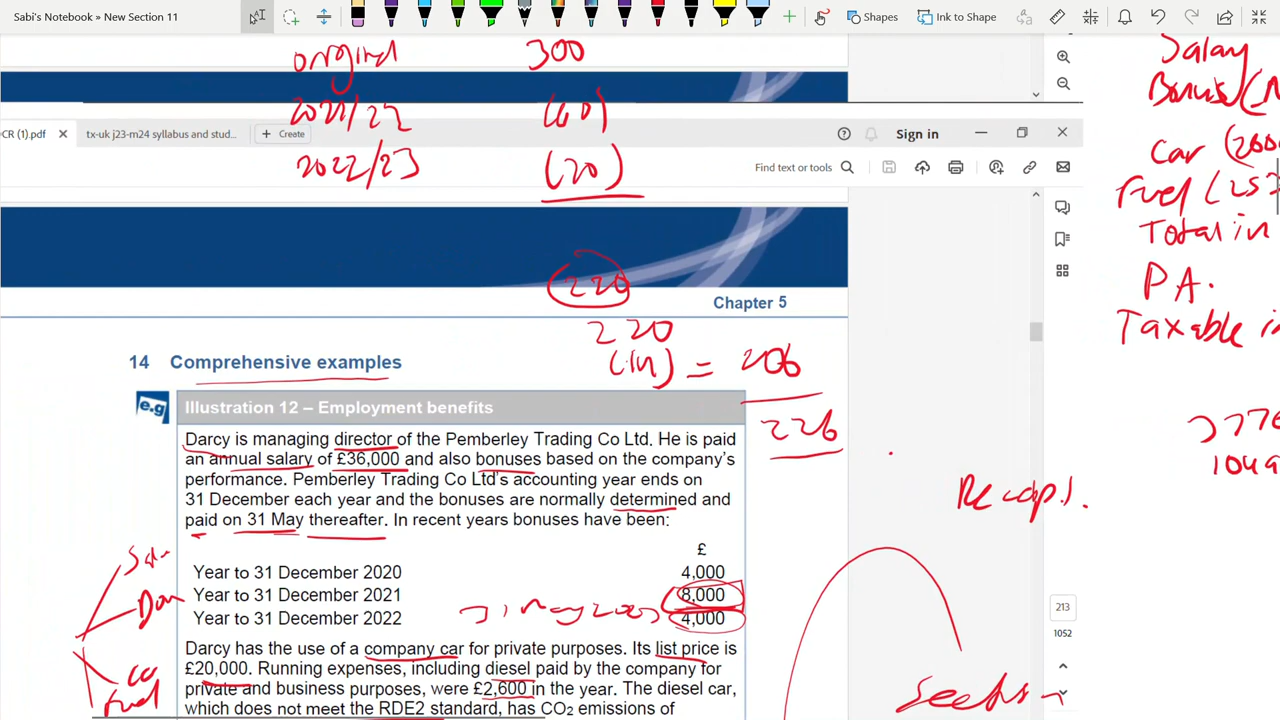 Sabi's Notebook » New Section 11
Shapes
Ink to Shape
original 300
2021/22 (60)
CR (1).pdf
tx-uk j23-m24 syllabus and stud...
Create
Sign in
2022/23 (20)
Find text or tools
220
Chapter 5
220
= 206
226
14 Comprehensive examples
e.g
Illustration 12 – Employment benefits
Darcy is managing director of the Pemberley Trading Co Ltd. He is paid
an annual salary of £36,000 and also bonuses based on the company's
performance. Pemberley Trading Co Ltd's accounting year ends on
31 December each year and the bonuses are normally determined and
paid on 31 May thereafter. In recent years bonuses have been:
£
Year to 31 December 2020 4,000
Year to 31 December 2021 8,000
Year to 31 December 2022 4,000
Darcy has the use of a company car for private purposes. Its list price is
£20,000. Running expenses, including diesel paid by the company for
private and business purposes, were £2,600 in the year. The diesel car,
which does not meet the RDE2 standard, has CO2 emissions of
Fuel
213
1052
Salary
Bonus
Car (2000
Fuel (25%
Total in
P A.
Taxable in